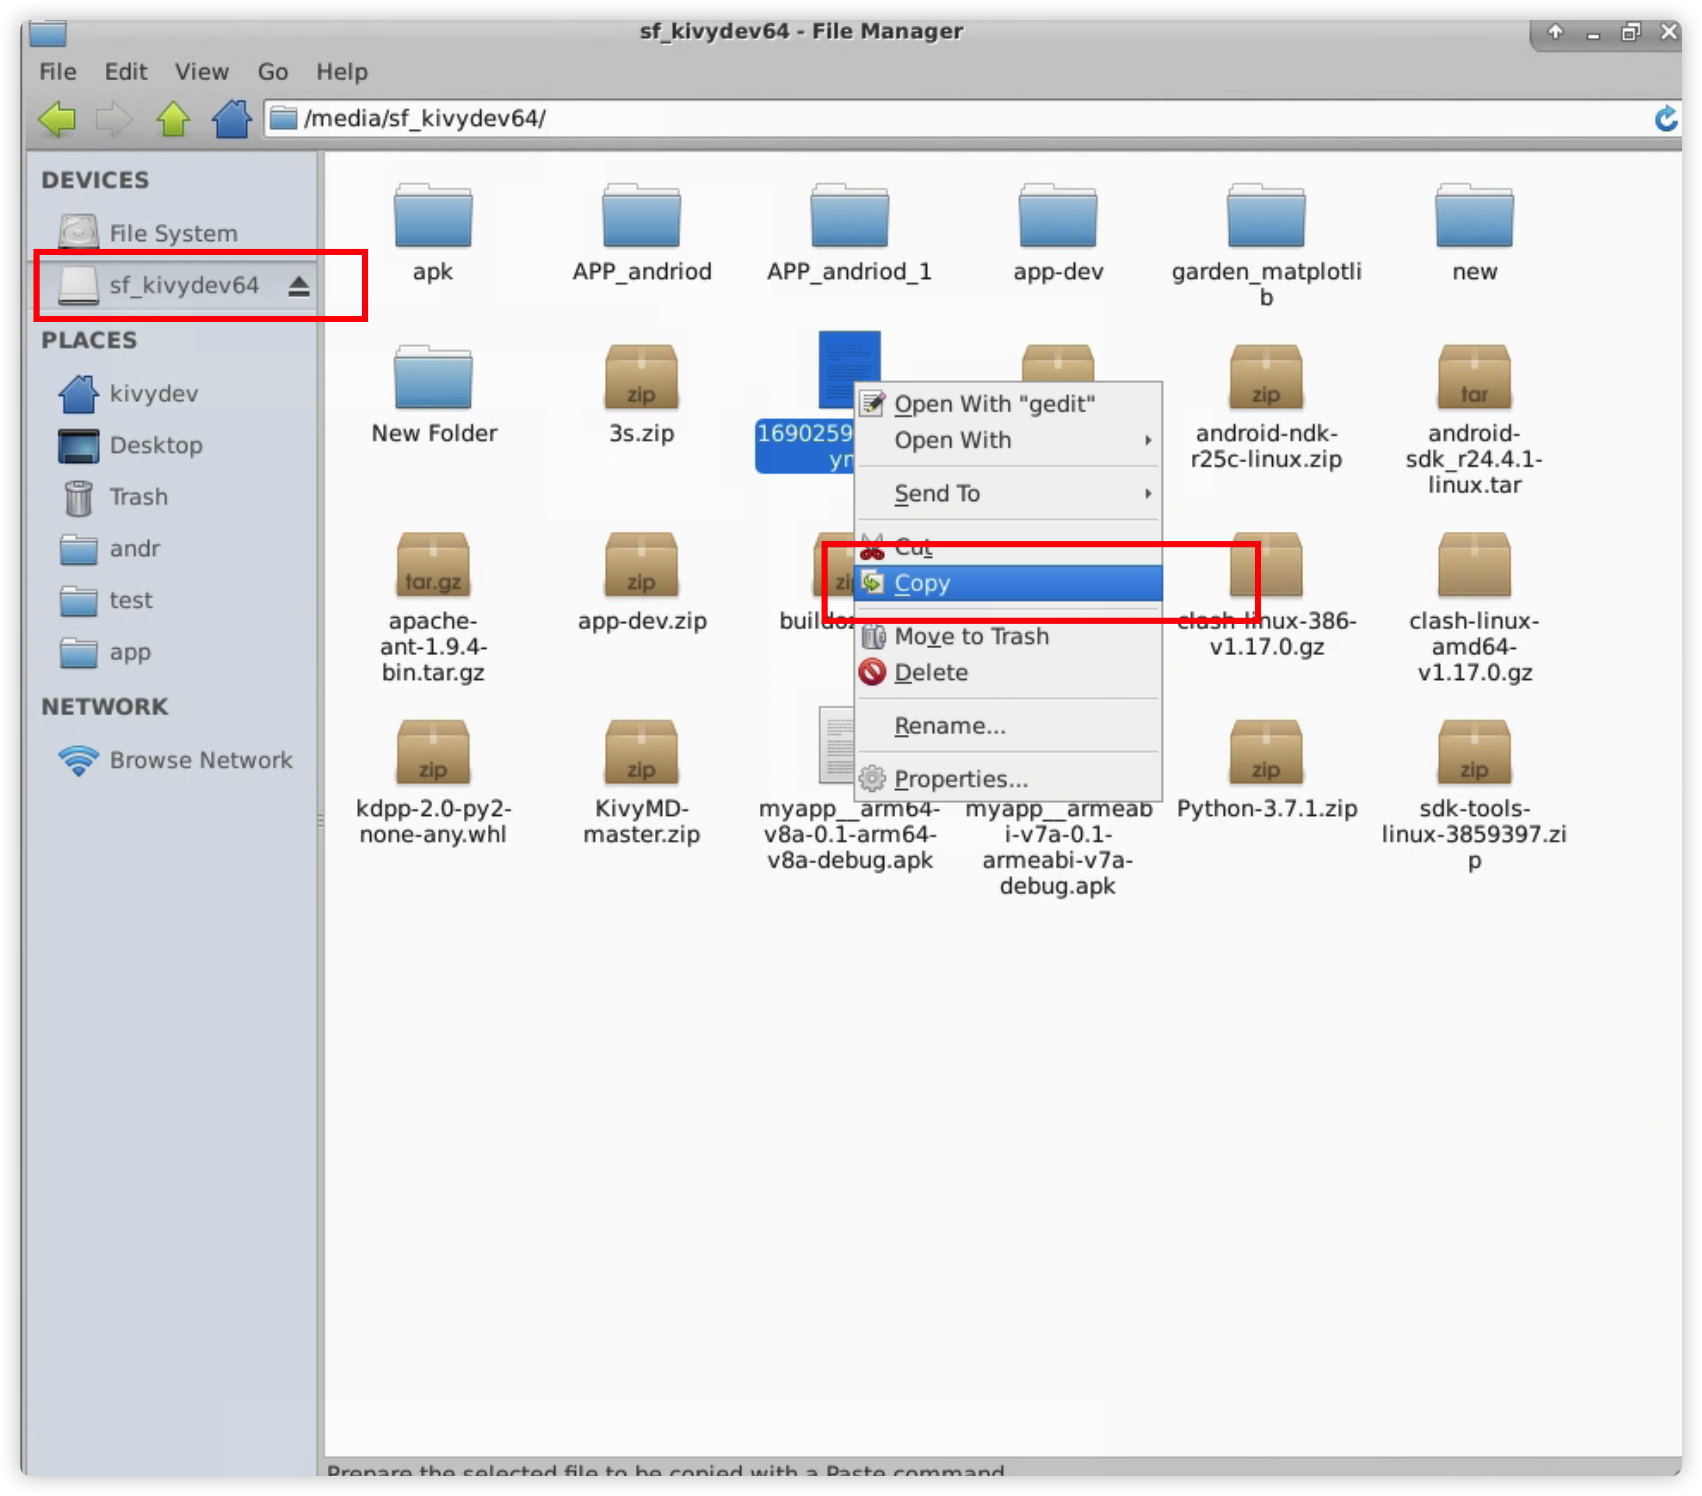 sf_kivydev64 - File Manager
File Edit View Go Help
/media/sf_kivydev64/
DEVICES
File System
sf_kivydev64
PLACES
kivydev
Desktop
Trash
andr
test
app
NETWORK
Browse Network
apk
APP_andriod
APP_andriod_1
app-dev
garden_matplotli
b
new
New Folder
zip
3s.zip
1690259
zip
android-ndk-
r25c-linux.zip
tar
android-
sdk_r24.4.1-
linux.tar
tar.gz
apache-
ant-1.9.4-
bin.tar.gz
zip
app-dev.zip
clash-linux-386-
v1.17.0.gz
clash-linux-
amd64-
v1.17.0.gz
zip
kdpp-2.0-py2-
none-any.whl
zip
KivyMD-
master.zip
myapp__arm64-
v8a-0.1-arm64-
v8a-debug.apk
myapp__armeab
i-v7a-0.1-
armeabi-v7a-
debug.apk
zip
Python-3.7.1.zip
zip
sdk-tools-
linux-3859397.zi
p
Open With "gedit"
Open With
Send To
Cut
Copy
Move to Trash
Delete
Rename...
Properties...
Prepare the selected file to be copied with a Paste command